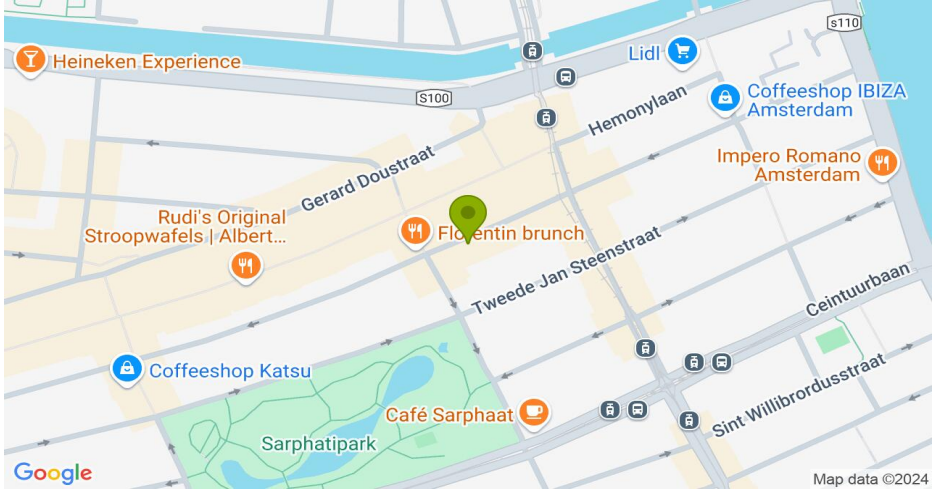 s110
Lidl
Heineken Experience
S100
Hemonylaan
Coffeeshop IBIZA
Amsterdam
Gerard Doustraat
Impero Romano
Amsterdam
Rudi's Original
Stroopwafels | Albert...
Florentin brunch
Tweede Jan Steenstraat
Ceintuurbaan
Coffeeshop Katsu
Sint Willibrordusstraat
Café Sarphaat
Sarphatipark
Google
Map data ©2024